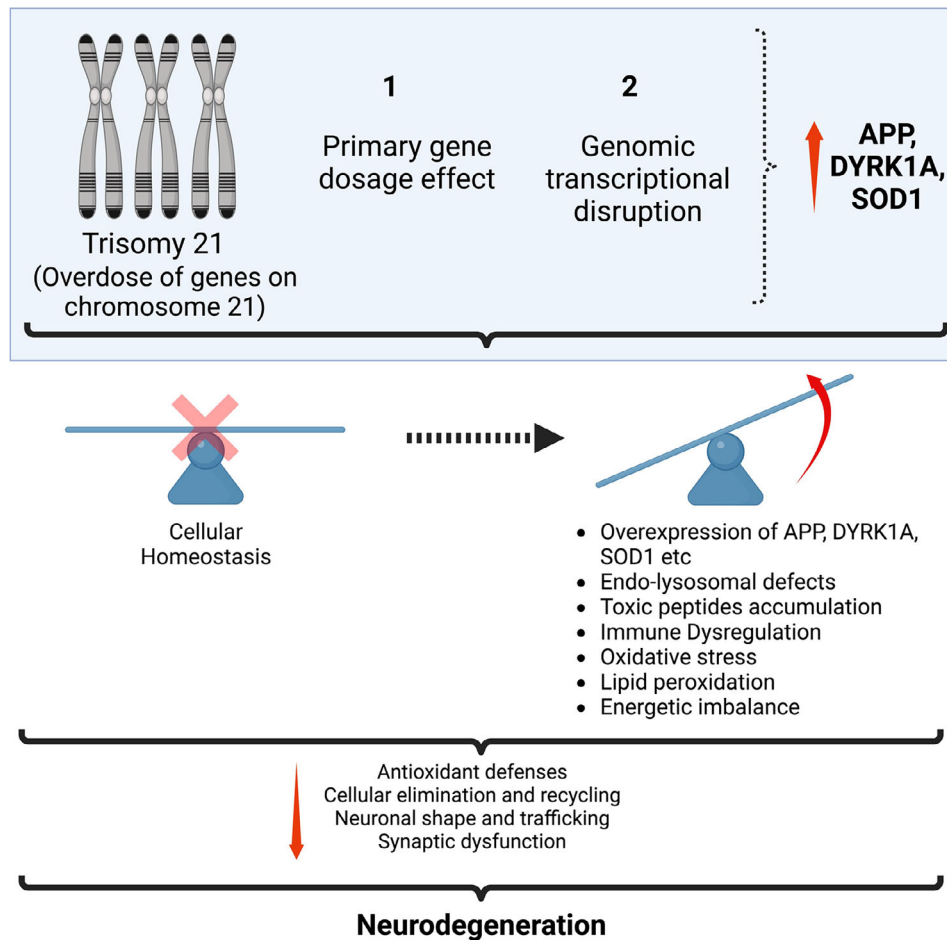 1
2
Primary gene
dosage effect
Genomic
transcriptional
disruption
APP,
DYRK1A,
SOD1
Trisomy 21
(Overdose of genes on
chromosome 21)
Cellular
Homeostasis
• Overexpression of APP, DYRK1A,
SOD1 etc
• Endo-lysosomal defects
• Toxic peptides accumulation
• Immune Dysregulation
• Oxidative stress
• Lipid peroxidation
• Energetic imbalance
Antioxidant defenses
Cellular elimination and recycling
Neuronal shape and trafficking
Synaptic dysfunction
Neurodegeneration